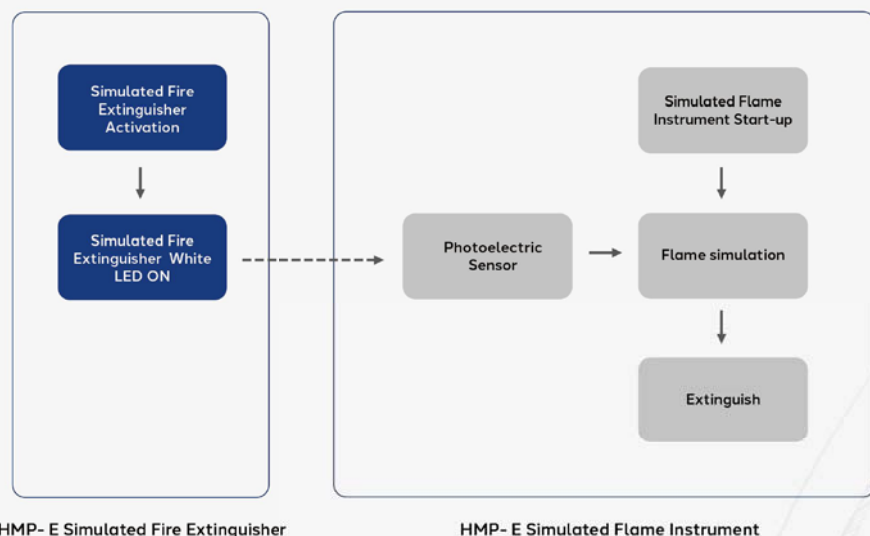 Simulated Fire
Extinguisher
Activation
Simulated Fire
Extinguisher White
LED ON
HMP- E Simulated Fire Extinguisher
Simulated Flame
Instrument Start-up
Photoelectric
Sensor
Flame simulation
Extinguish
HMP- E Simulated Flame Instrument